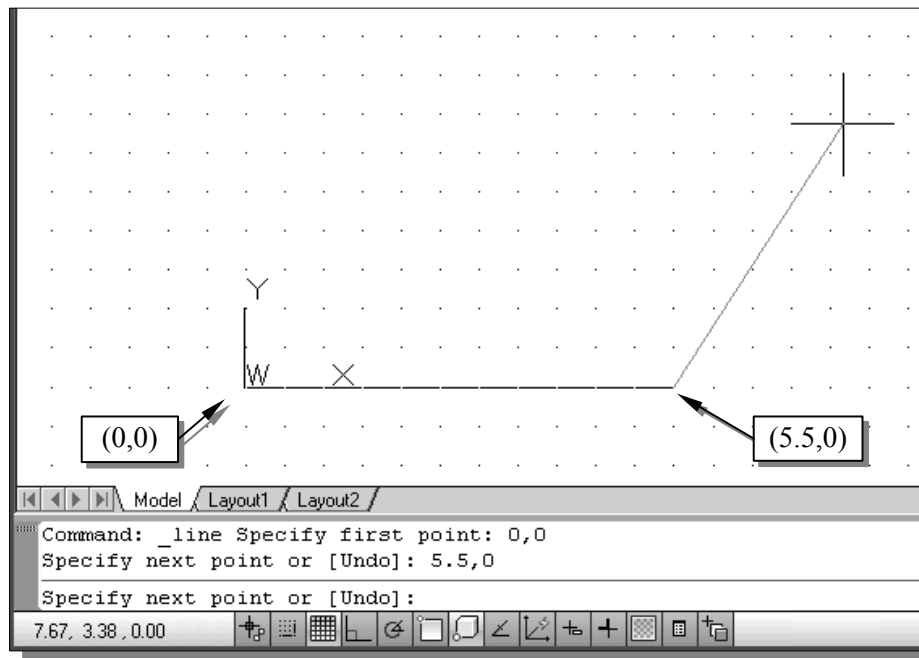 Y
W X
(0,0)
(5.5,0)
Model Layout1 Layout2
Command: _line Specify first point: 0,0
Specify next point or [Undo]: 5.5,0
Specify next point or [Undo]:
7.67, 3.38 , 0.00